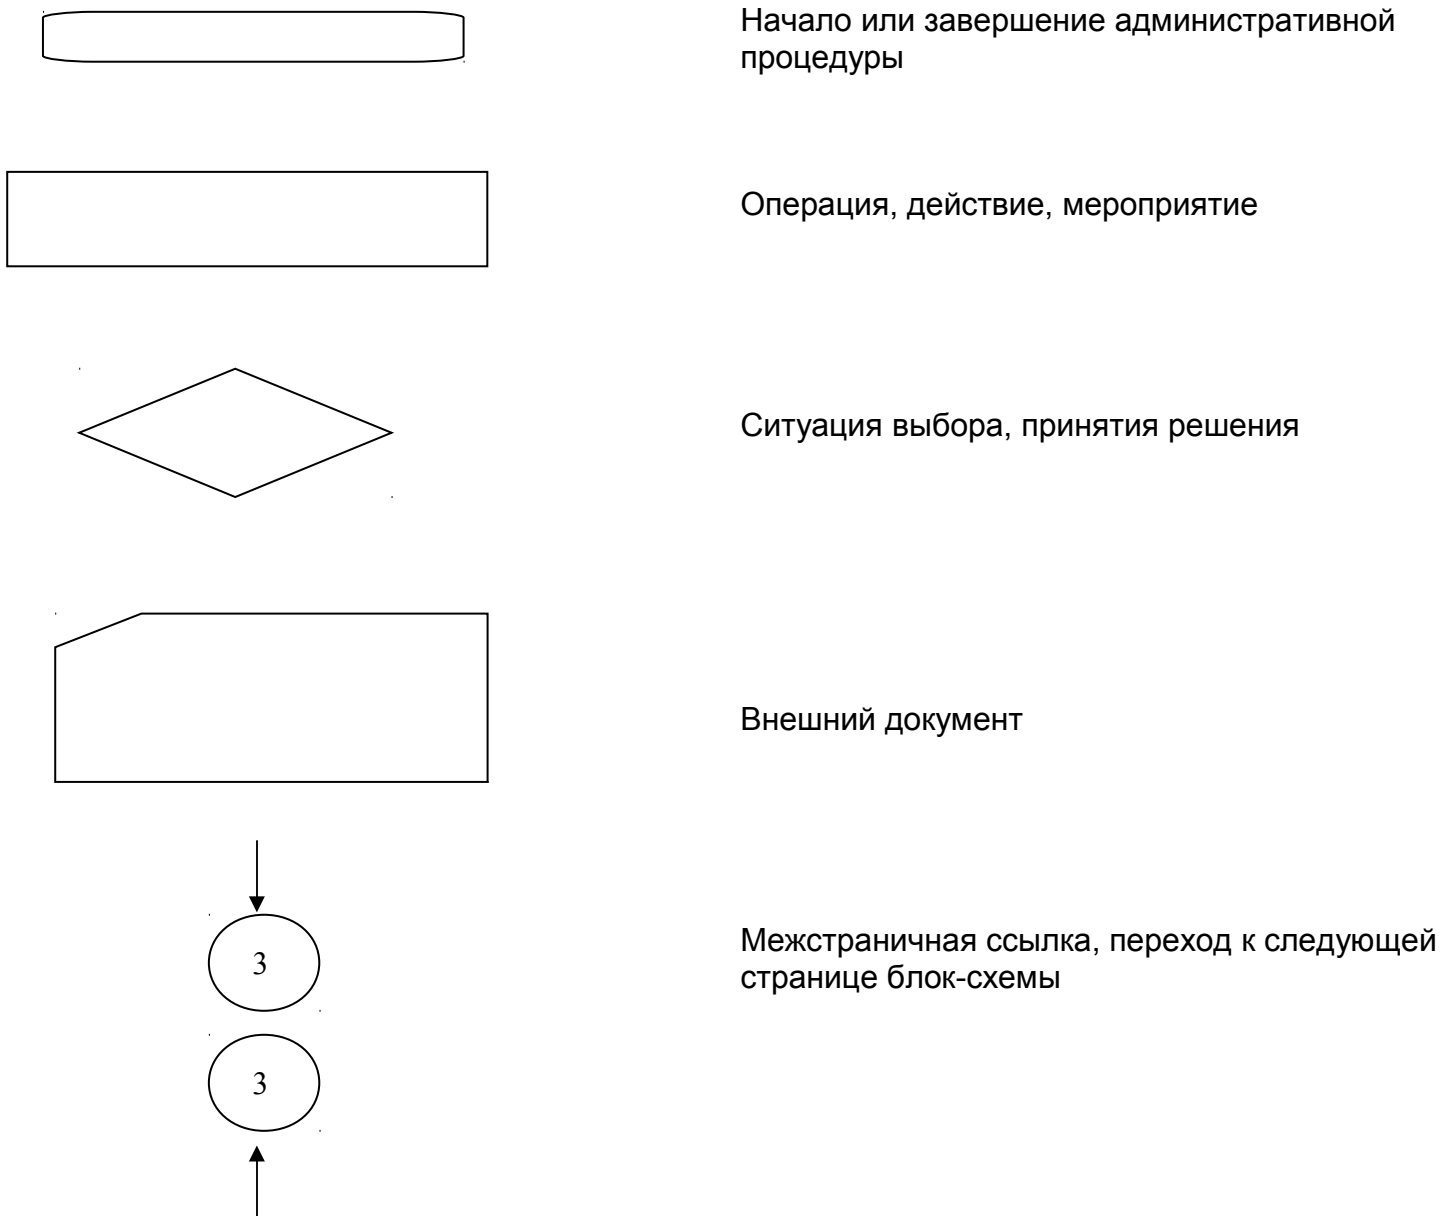 Начало или завершение административной
процедуры
Операция, действие, мероприятие
Ситуация выбора, принятия решения
Внешний документ
3
Межстраничная ссылка, переход к следующей
странице блок-схемы
3